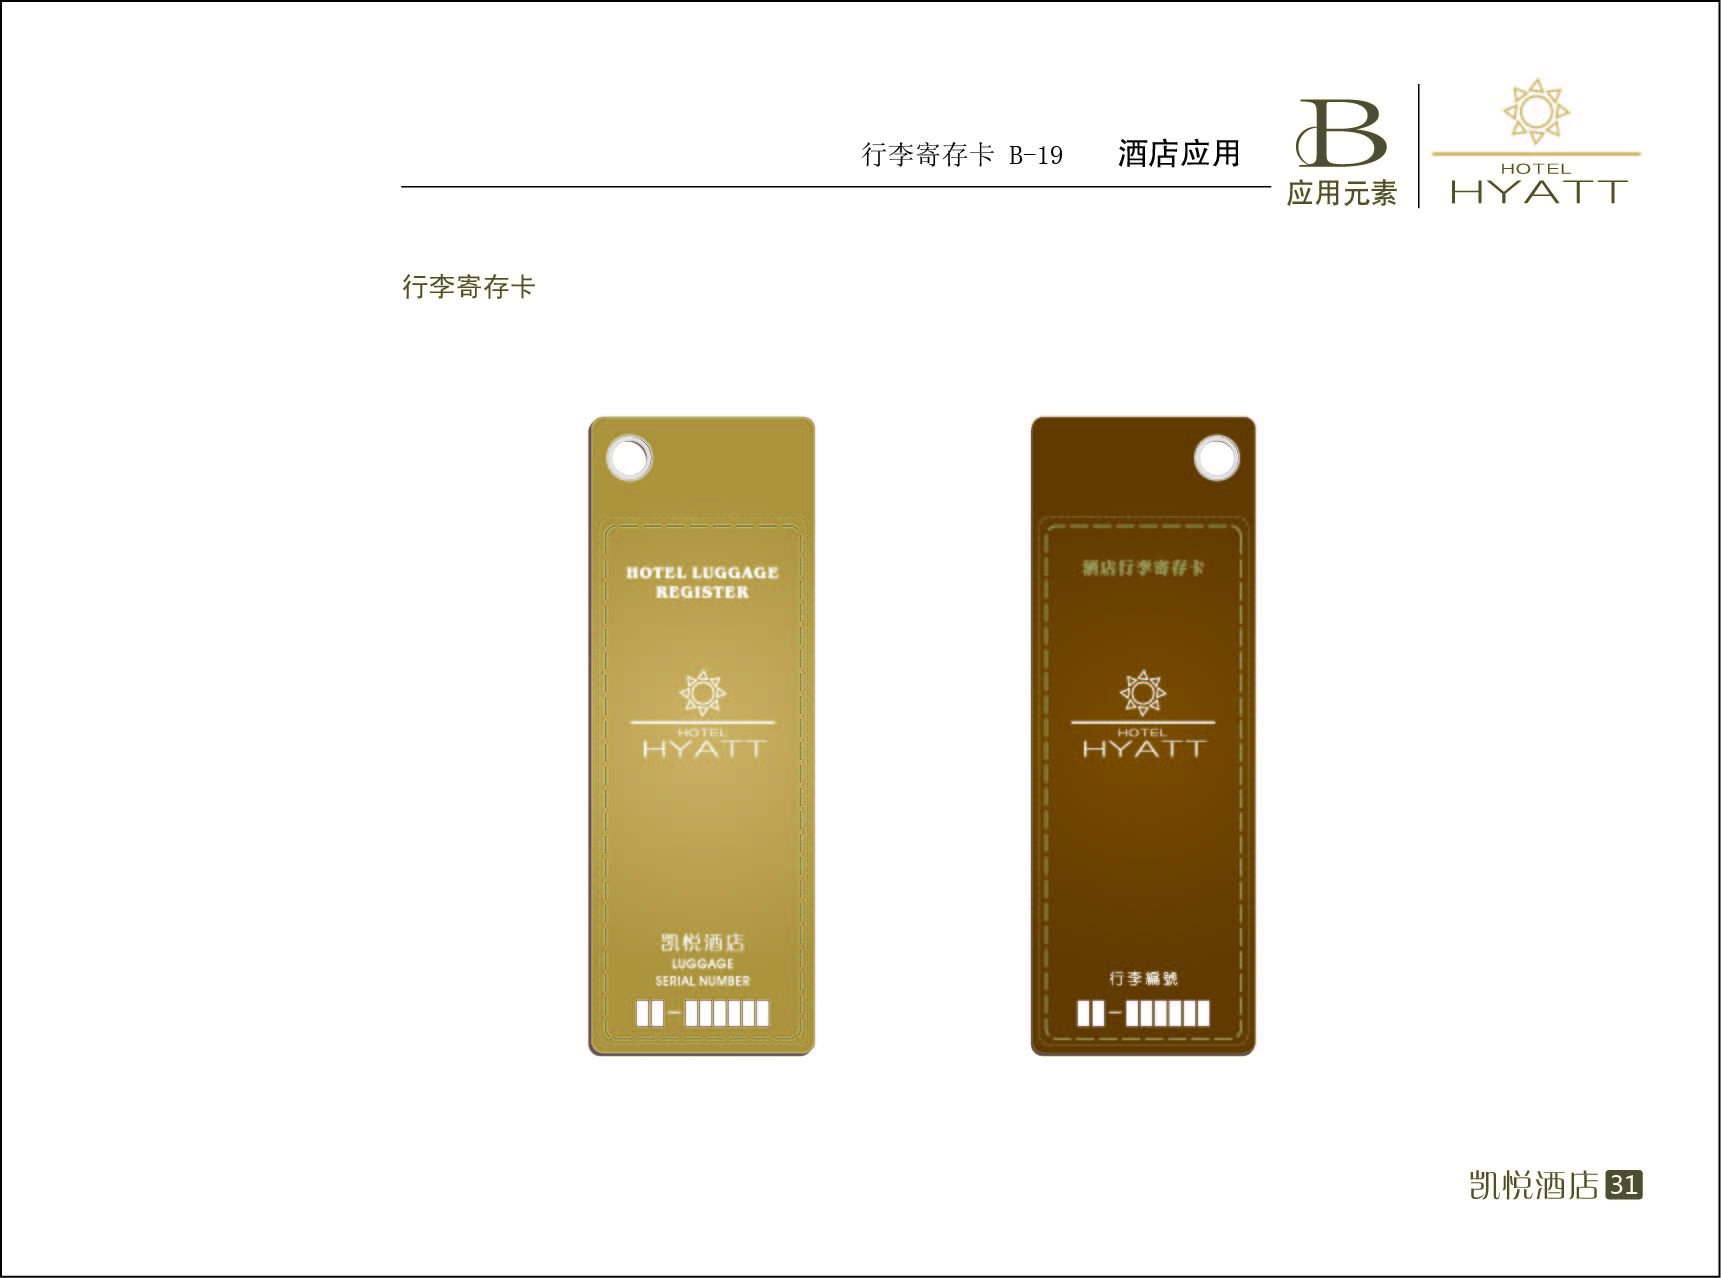 行李寄存卡 B-19 酒店应用
B
应用元素
HOTEL
HYATT
行李寄存卡
HOTEL LUGGAGE
REGISTER
HOTEL
HYATT
凯悦酒店
LUGGAGE
SERIAL NUMBER
酒店行李寄存卡
HOTEL
HYATT
行李編號
凯悦酒店 31